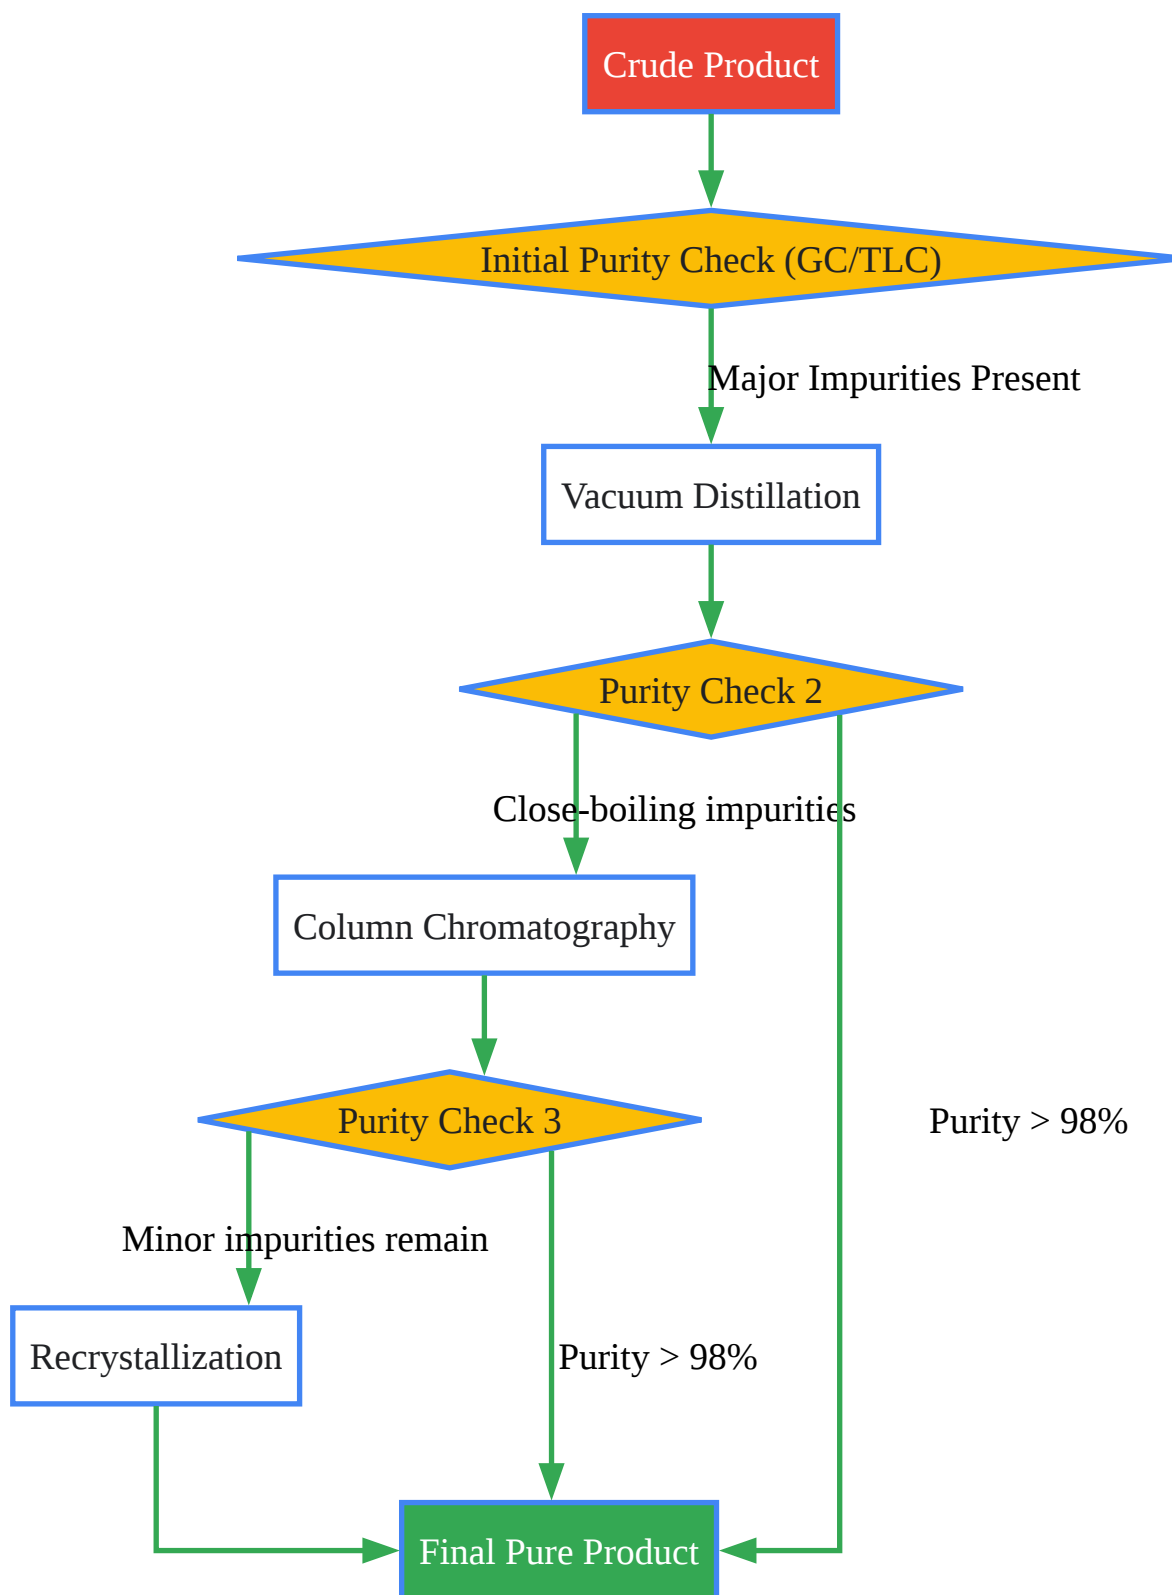 Crude Product
Initial Purity Check (GC/TLC)
Major Impurities Present
Vacuum Distillation
Purity Check 2
Close-boiling impurities
Column Chromatography
Purity Check 3
Purity > 98%
Minor impurities remain
Recrystallization
Purity > 98%
Final Pure Product